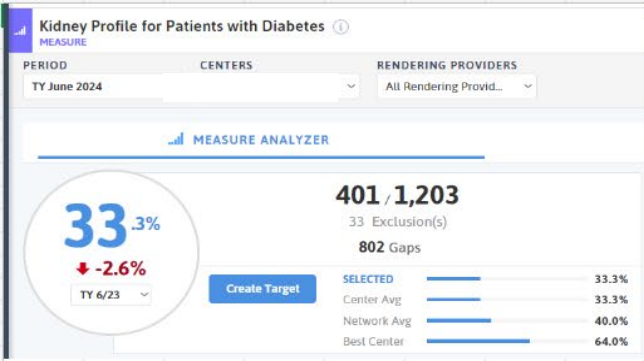 Kidney Profile for Patients with Diabetes
MEASURE
PERIOD CENTERS RENDERING PROVIDERS
TY June 2024 All Rendering Provid...
MEASURE ANALYZER
33.3%
-2.6%
TY 6/23
401 / 1,203
33 Exclusion(s)
802 Gaps
Create Target
SELECTED 33.3%
Center Avg 33.3%
Network Avg 40.0%
Best Center 64.0%